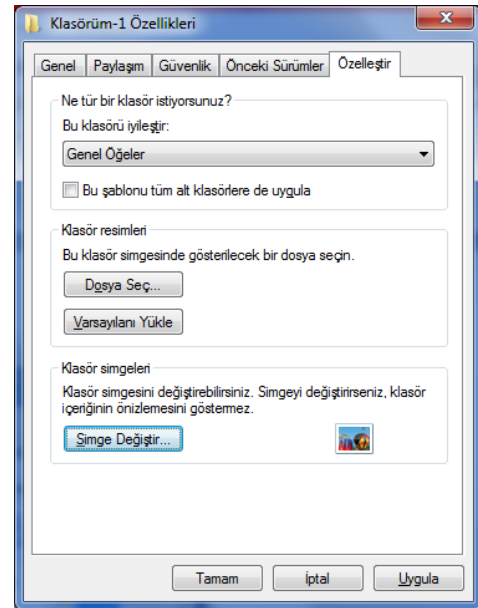 Klasörüm-1 Özellikleri
Genel Paylaşım Güvenlik Önceki Sürümler Özelleştir
Ne tür bir klasör istiyorsunuz?
Bu klasörü iyileştir:
Genel Öğeler
Bu şablonu tüm alt klasörlere de uygula
Klasör resimleri
Bu klasör simgesinde gösterilecek bir dosya seçin.
Dosya Seç...
Varsayılanı Yükle
Klasör simgeleri
Klasör simgesini değiştirebilirsiniz. Simgeyi değiştirirseniz, klasör
içeriğinin önizlemesini göstermez.
Simge Değiştir...
Tamam İptal Uygula